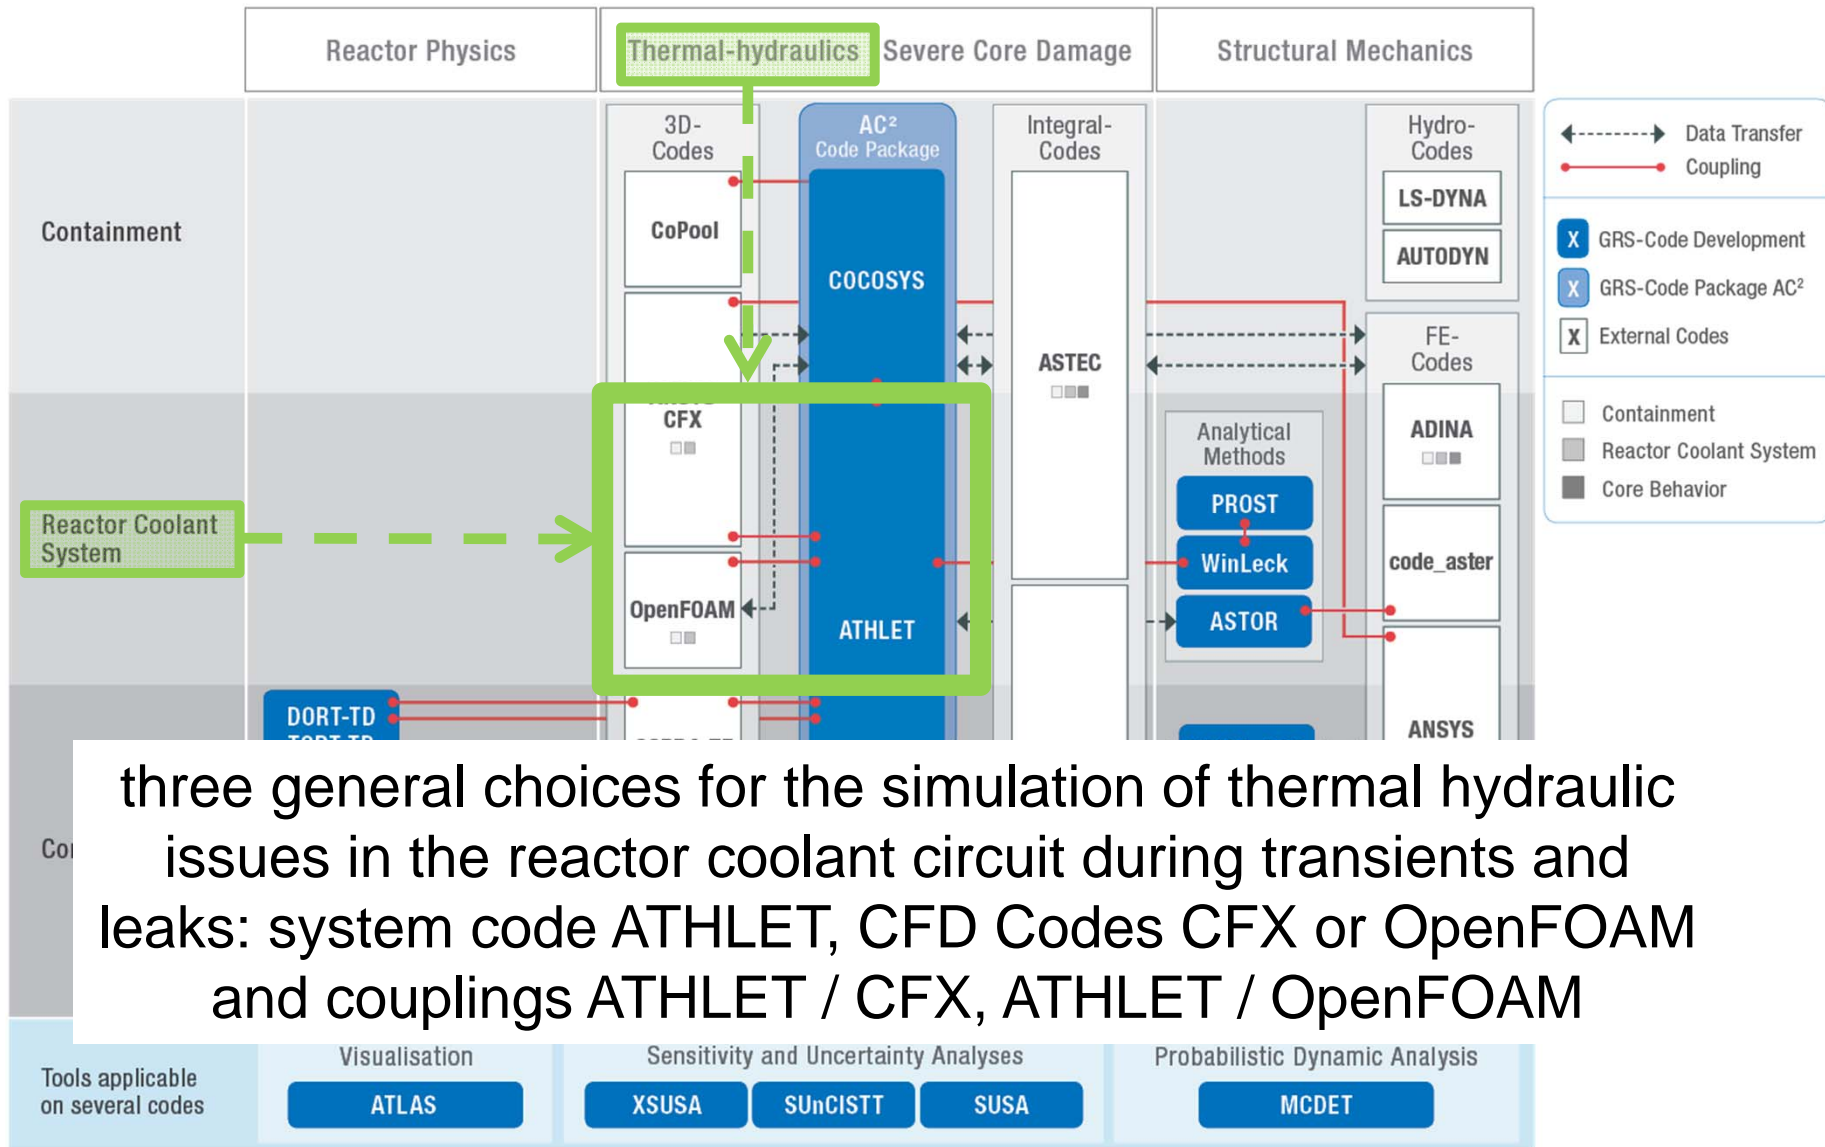 Reactor Physics
Thermal-hydraulics
Severe Core Damage
Structural Mechanics
Containment
3D-
Codes
CoPool
CFX
OpenFOAM
AC²
Code Package
COCOSYS
ATHLET
Integral-
Codes
ASTEC
Hydro-
Codes
LS-DYNA
AUTODYN
FE-
Codes
ADINA
code_aster
ANSYS
Analytical
Methods
PROST
WinLeck
ASTOR
Reactor Coolant
System
DORT-TD
Data Transfer
Coupling
X GRS-Code Development
X GRS-Code Package AC²
X External Codes
Containment
Reactor Coolant System
Core Behavior
three general choices for the simulation of thermal hydraulic
issues in the reactor coolant circuit during transients and
leaks: system code ATHLET, CFD Codes CFX or OpenFOAM
and couplings ATHLET / CFX, ATHLET / OpenFOAM
Tools applicable
on several codes
Visualisation
ATLAS
Sensitivity and Uncertainty Analyses
XSUSA
SUnCISTT
SUSA
Probabilistic Dynamic Analysis
MCDET